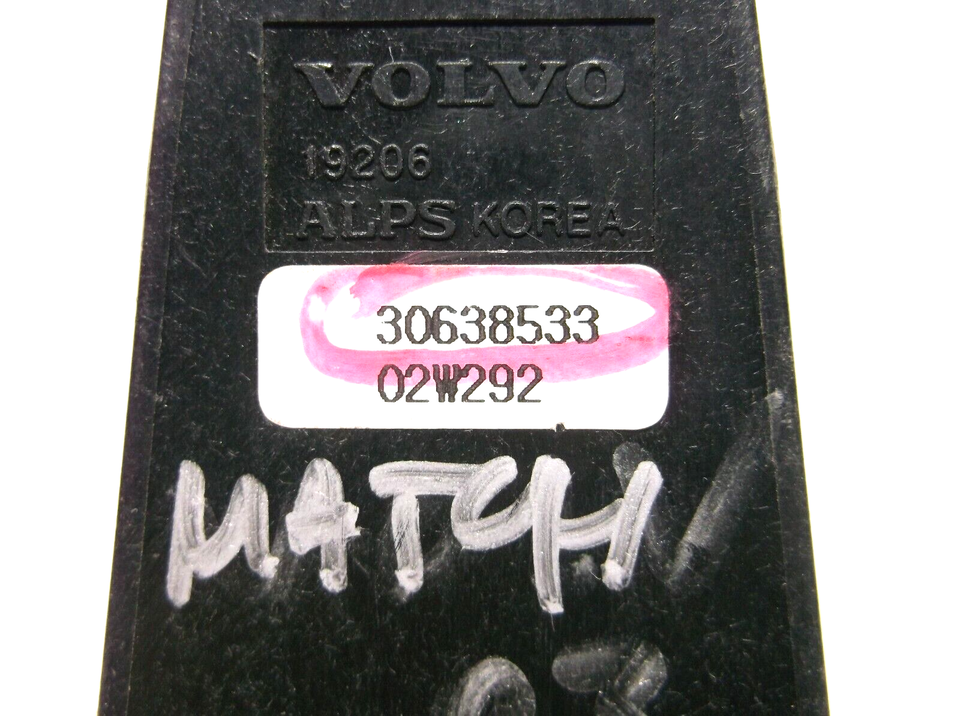 VOLVO
19206
ALPS KOREA
30638533
02W292
MATCH